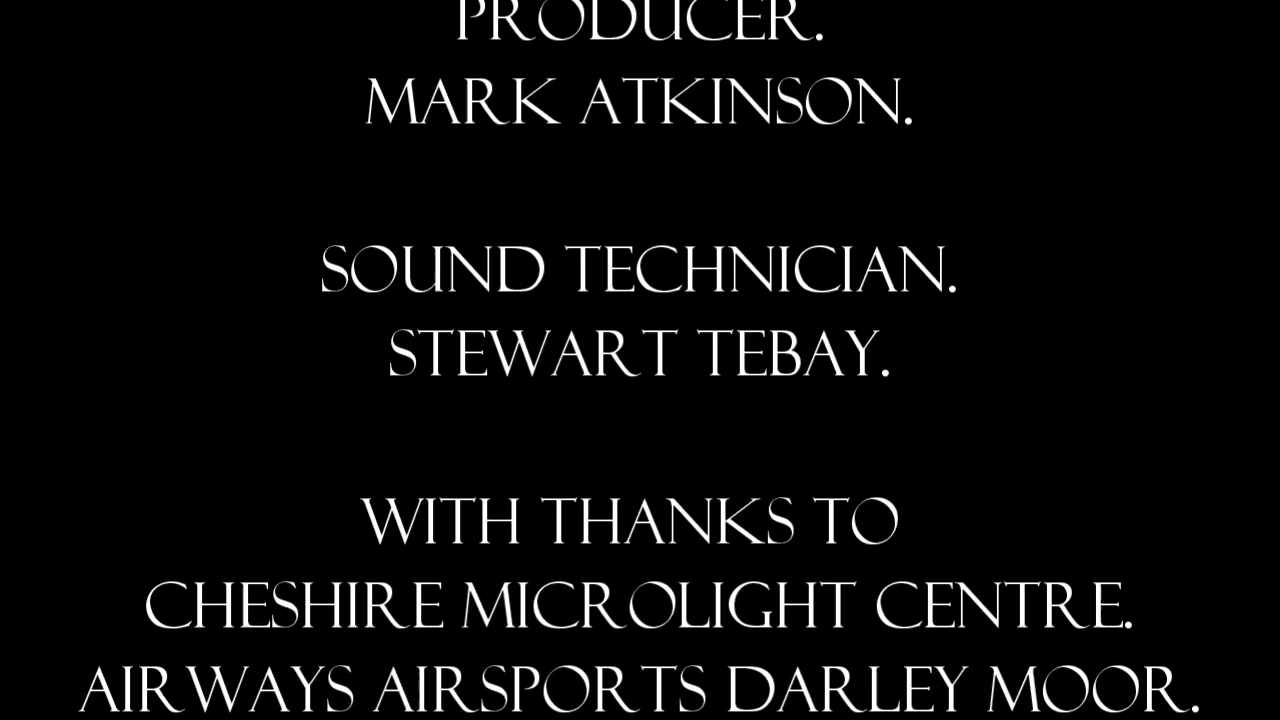 PRODUCER.
MARK ATKINSON.
SOUND TECHNICIAN.
STEWART TEBAY.
WITH THANKS TO
CHESHIRE MICROLIGHT CENTRE.
AIRWAYS AIRSPORTS DARLEY MOOR.